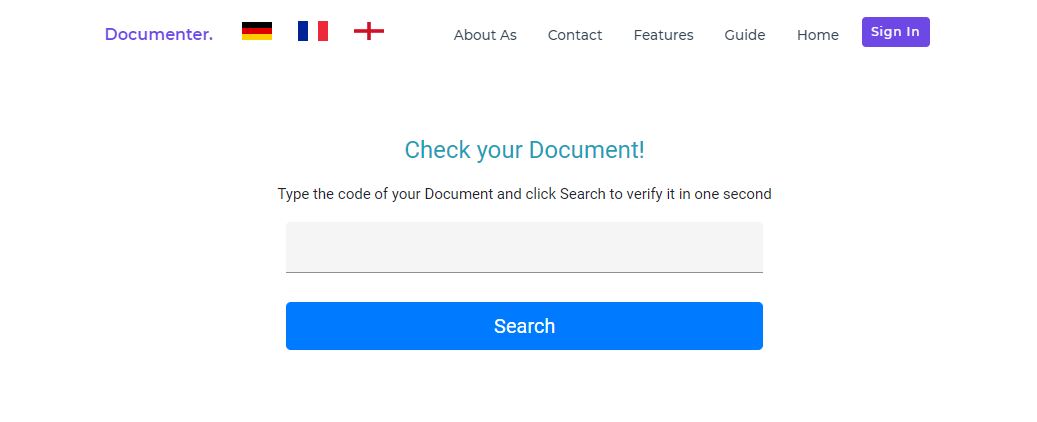 Documenter. About As Contact Features Guide Home Sign In
Check your Document!
Type the code of your Document and click Search to verify it in one second
Search